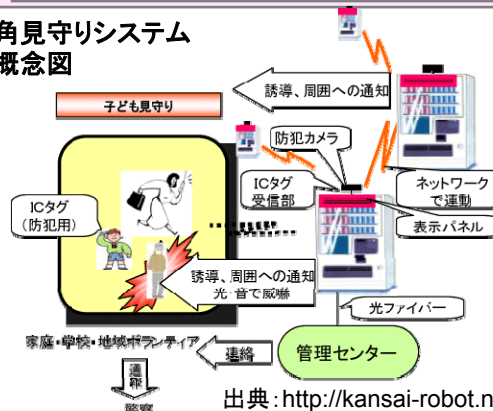 角見守りシステム
概念図
誘導、周囲への通知
子ども見守り
防犯カメラ
ICタグ
受信部
ネットワーク
で連動
ICタグ
(防犯用)
表示パネル
誘導、周囲への通知
光・音で威嚇
光ファイバー
家庭・学校・地域ボランティア
連絡
管理センター
通報
警察
出典:http://kansai-robot.n